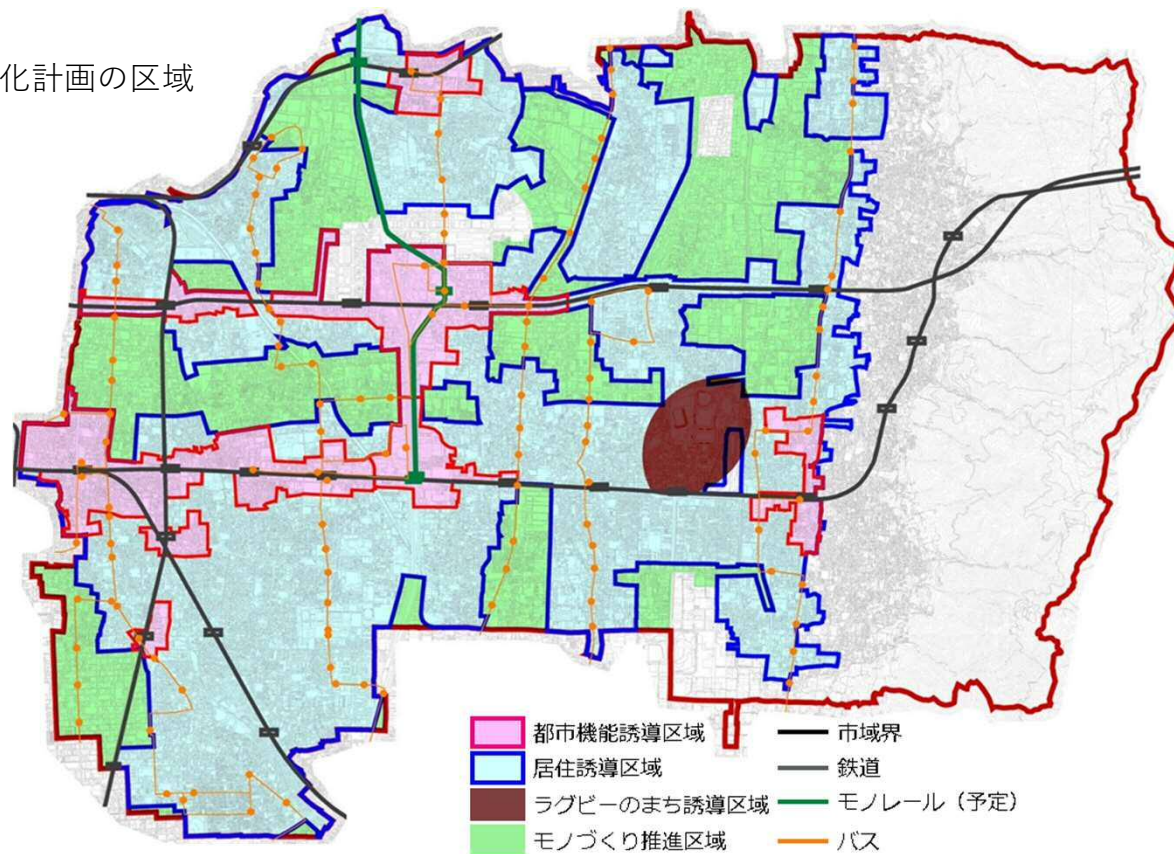 化計画の区域
都市機能誘導区域
居住誘導区域
ラグビーのまち誘導区域
モノづくり推進区域
市域界
鉄道
モノレール（予定）
バス